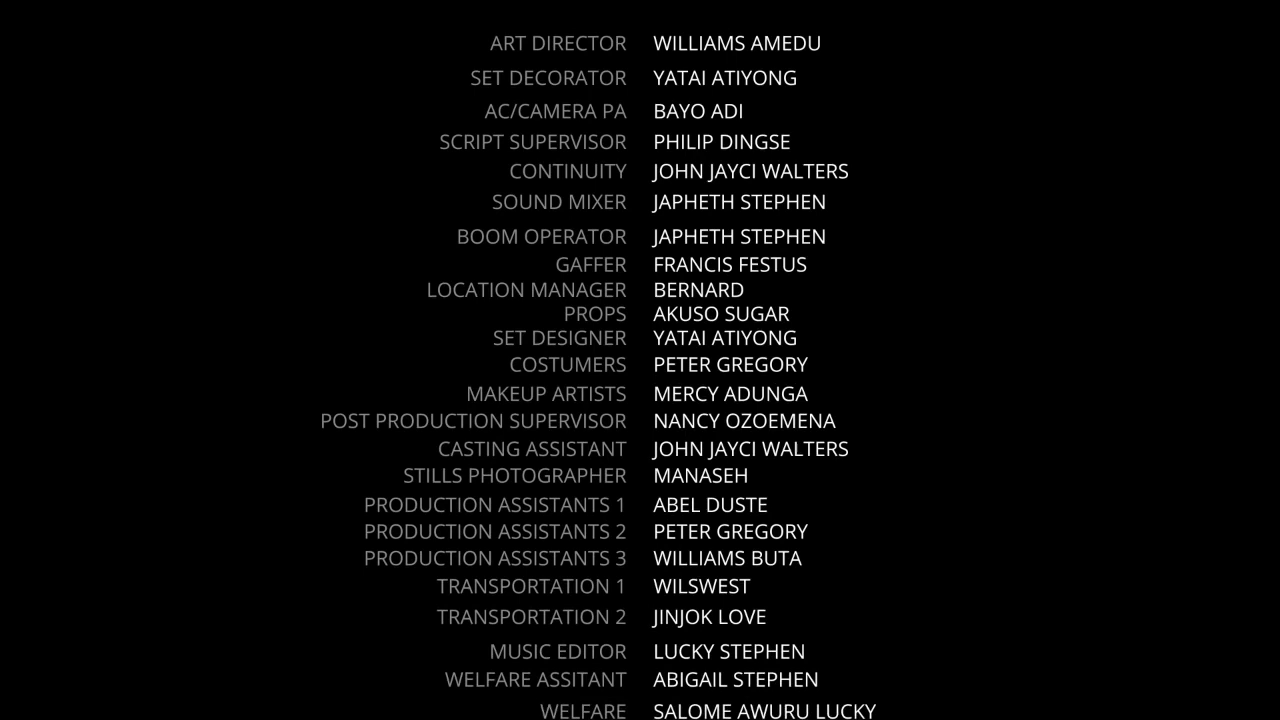 ART DIRECTOR WILLIAMS AMEDU
SET DECORATOR YATAI ATIYONG
AC/CAMERA PA BAYO ADI
SCRIPT SUPERVISOR PHILIP DINGSE
CONTINUITY JOHN JAYCI WALTERS
SOUND MIXER JAPHETH STEPHEN
BOOM OPERATOR JAPHETH STEPHEN
GAFFER FRANCIS FESTUS
LOCATION MANAGER BERNARD
PROPS AKUSO SUGAR
SET DESIGNER YATAI ATIYONG
COSTUMERS PETER GREGORY
MAKEUP ARTISTS MERCY ADUNGA
POST PRODUCTION SUPERVISOR NANCY OZOEMENA
CASTING ASSISTANT JOHN JAYCI WALTERS
STILLS PHOTOGRAPHER MANASEH
PRODUCTION ASSISTANTS 1 ABEL DUSTE
PRODUCTION ASSISTANTS 2 PETER GREGORY
PRODUCTION ASSISTANTS 3 WILLIAMS BUTA
TRANSPORTATION 1 WILSWEST
TRANSPORTATION 2 JINJOK LOVE
MUSIC EDITOR LUCKY STEPHEN
WELFARE ASSITANT ABIGAIL STEPHEN
WELFARE SALOME AWURU LUCKY